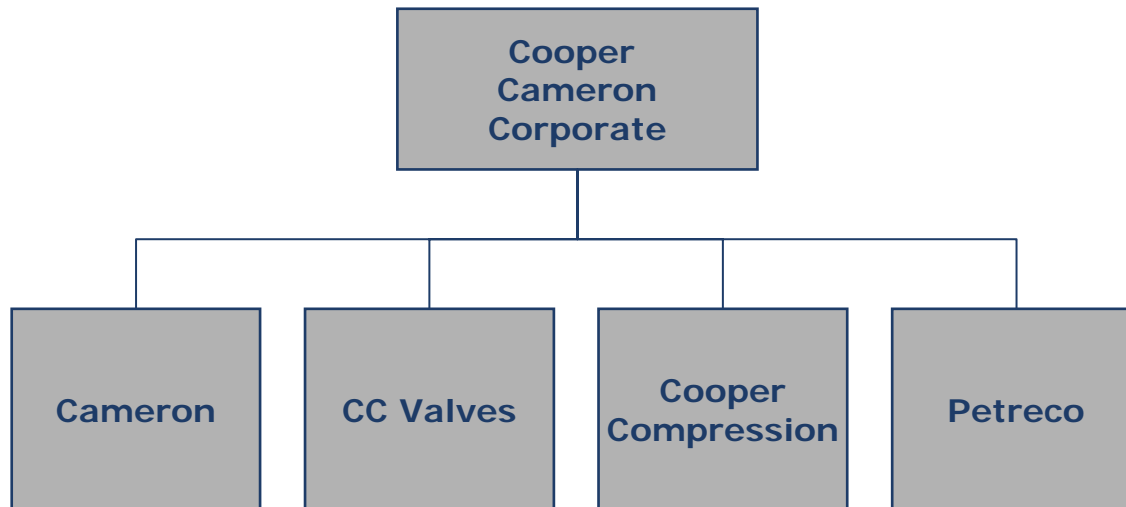 Cooper
Cameron
Corporate
Cameron
CC Valves
Cooper
Compression
Petreco